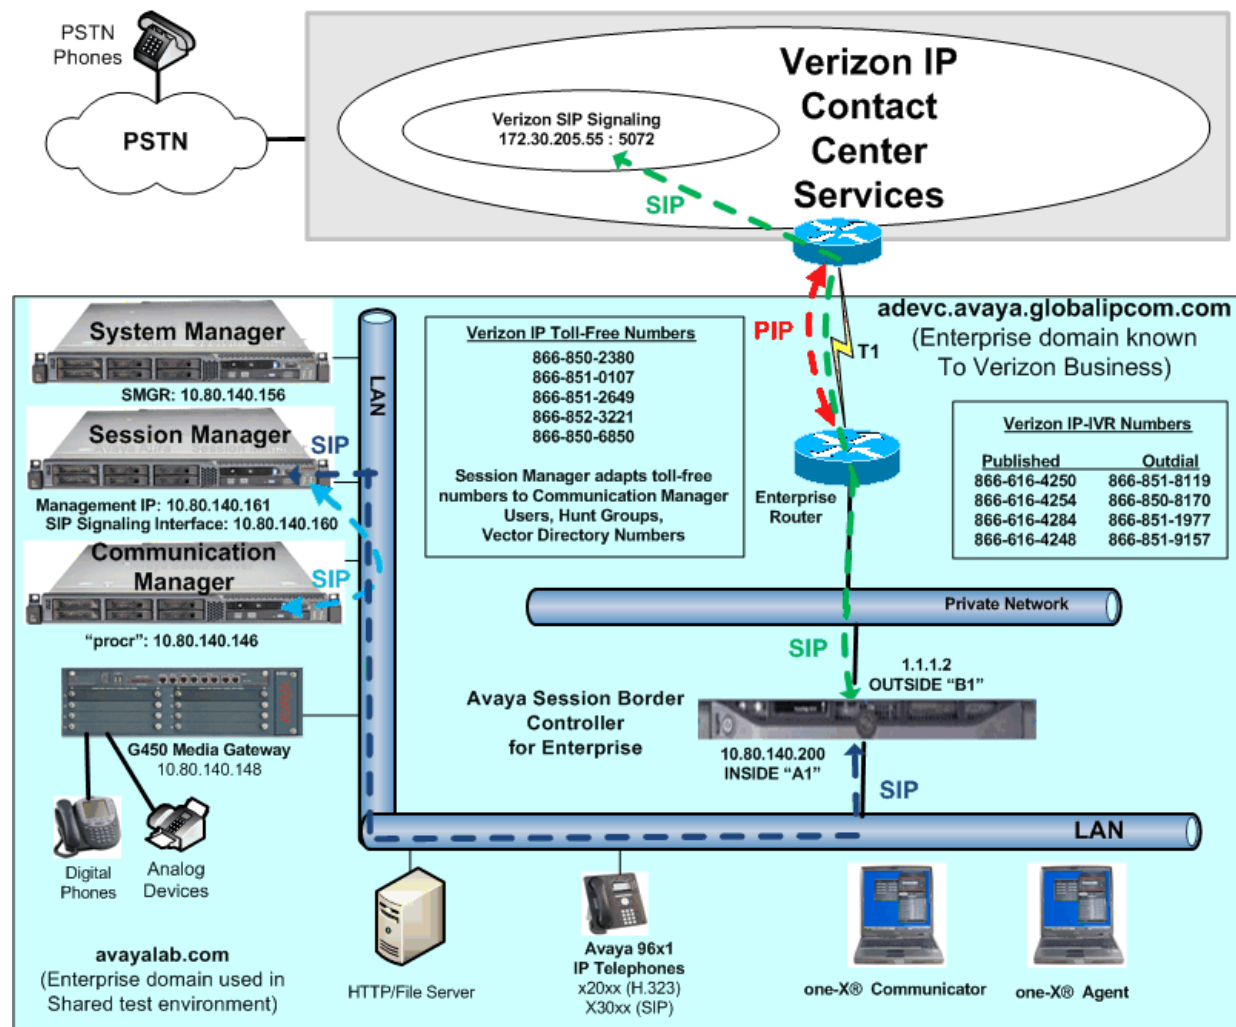 PSTN
Phones
PSTN
Verizon IP
Contact
Center
Services
Verizon SIP Signaling
172.30.205.55 : 5072
SIP
adevc.avaya.globalipcom.com
(Enterprise domain known
To Verizon Business)
PIP
T1
System Manager
SMGR: 10.80.140.156
LAN
Verizon IP Toll-Free Numbers
866-850-2380
866-851-0107
866-851-2649
866-852-3221
866-850-6850
Session Manager adapts toll-free
numbers to Communication Manager
Users, Hunt Groups,
Vector Directory Numbers
Session Manager
SIP
Management IP: 10.80.140.161
SIP Signaling Interface: 10.80.140.160
Enterprise
Router
Verizon IP-IVR Numbers
Published Outdial
866-616-4250 866-851-8119
866-616-4254 866-850-8170
866-616-4284 866-851-1977
866-616-4248 866-851-9157
Communication
Manager
SIP
"procr": 10.80.140.146
Private Network
SIP
1.1.1.2
OUTSIDE "B1"
Avaya Session Border
Controller
for Enterprise
10.80.140.200
INSIDE "A1"
SIP
G450 Media Gateway
10.80.140.148
LAN
Digital
Phones
Analog
Devices
HTTP/File Server
Avaya 96x1
IP Telephones
x20xx (H.323)
X30xx (SIP)
one-X® Communicator
one-X® Agent
avayalab.com
(Enterprise domain used in
Shared test environment)